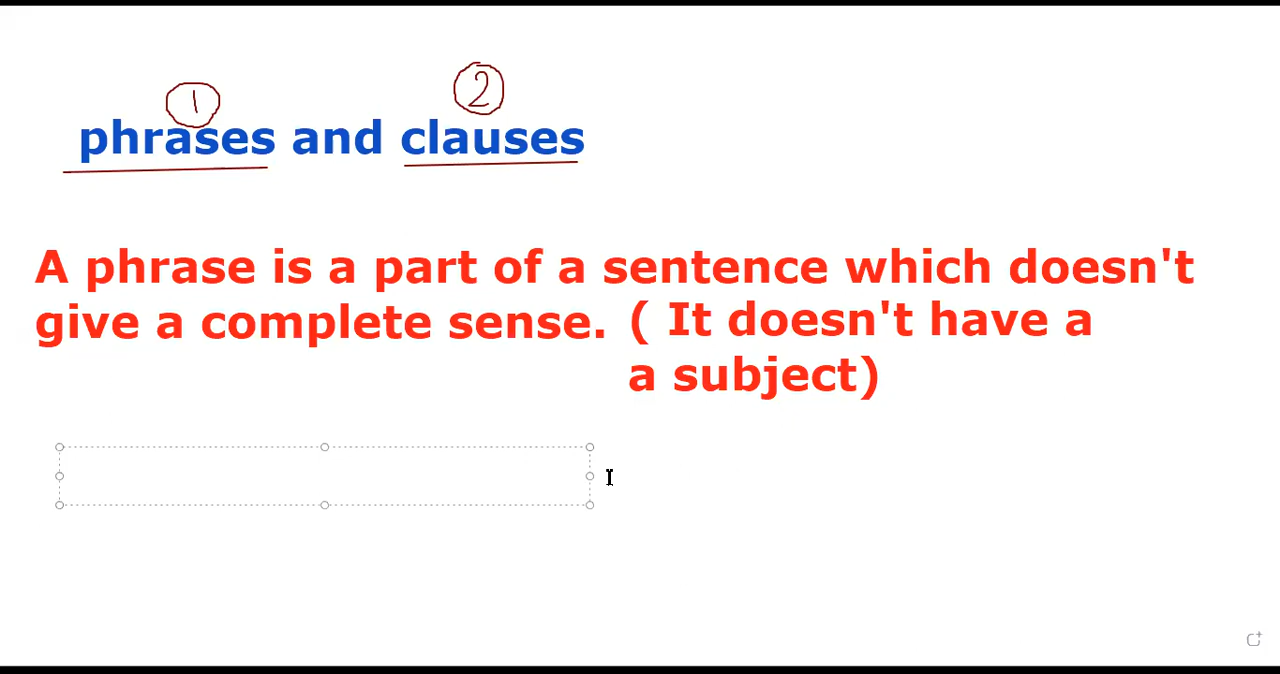 1 2
phrases and clauses
A phrase is a part of a sentence which doesn't
give a complete sense. ( It doesn't have a
a subject)